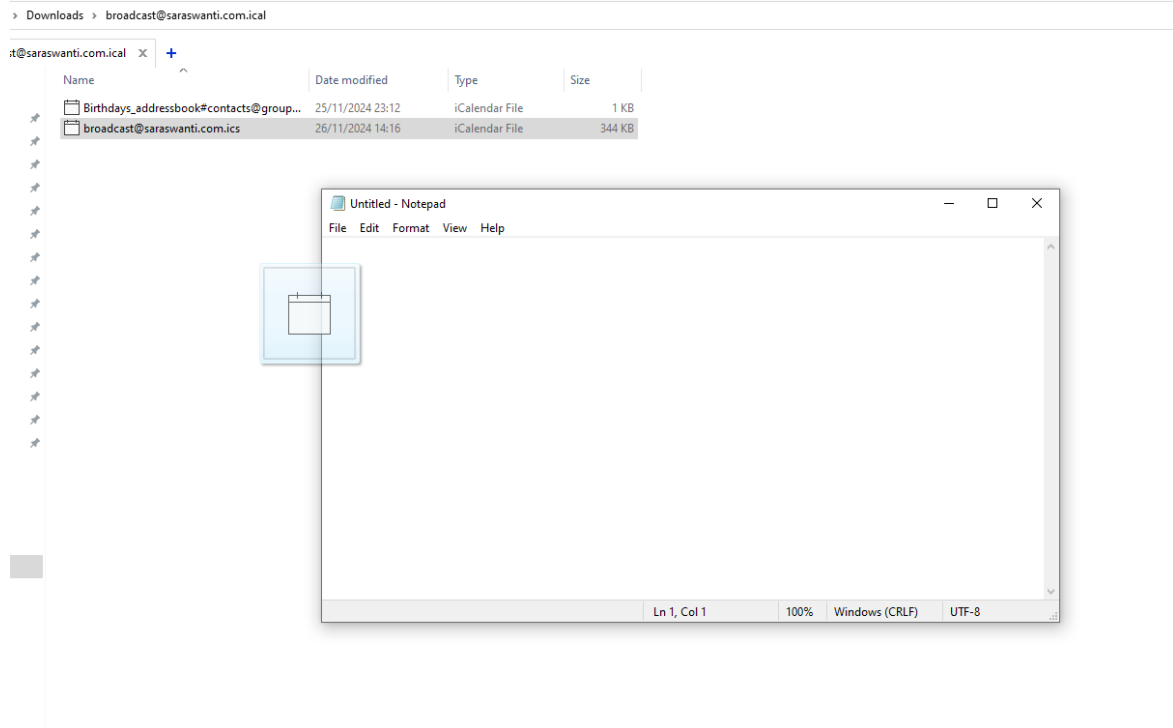 › Downloads › broadcast@saraswanti.com.ical
st@saraswanti.com.ical X +
Name Date modified Type Size
Birthdays_addressbook#contacts@group... 25/11/2024 23:12 iCalendar File 1 KB
broadcast@saraswanti.com.ics 26/11/2024 14:16 iCalendar File 344 KB
Untitled - Notepad
File Edit Format View Help
Ln 1, Col 1 100% Windows (CRLF) UTF-8